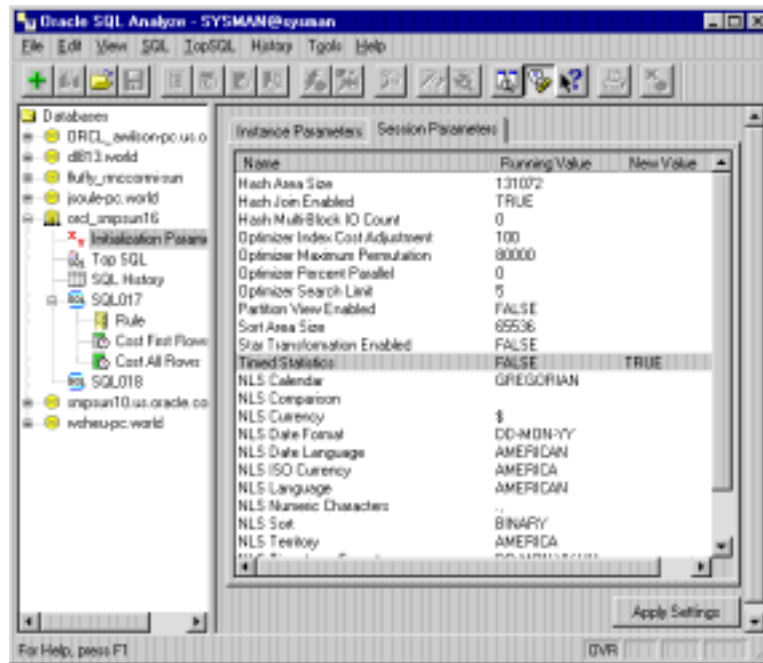 Oracle SQL Analyze - SYSMAN@sysman
File Edit View SQL TopSQL History Tools Help
Databases
ORCL_awilson-pc.us.o
dll813.world
fluffy_mccormi-sun
jsoule-pc.world
orcl_smpsun16
Initialization Parame
Top SQL
SQL History
SQL017
Rule
Cost First Rows
Cost All Rows
SQL018
smpsun10.us.oracle.co
wcheu-pc.world
Instance Parameters Session Parameters
Name Running Value New Value
Hash Area Size 131072
Hash Join Enabled TRUE
Hash Multi-Block IO Count 0
Optimizer Index Cost Adjustment 100
Optimizer Maximum Permutation 80000
Optimizer Percent Parallel 0
Optimizer Search Limit 5
Partition View Enabled FALSE
Sort Area Size 65536
Star Transformation Enabled FALSE
Timed Statistics FALSE TRUE
NLS Calendar GREGORIAN
NLS Comparison
NLS Currency $
NLS Date Format DD-MON-YY
NLS Date Language AMERICAN
NLS ISO Currency AMERICA
NLS Language AMERICAN
NLS Numeric Characters .,
NLS Sort BINARY
NLS Territory AMERICA
Apply Settings
For Help, press F1
OVR